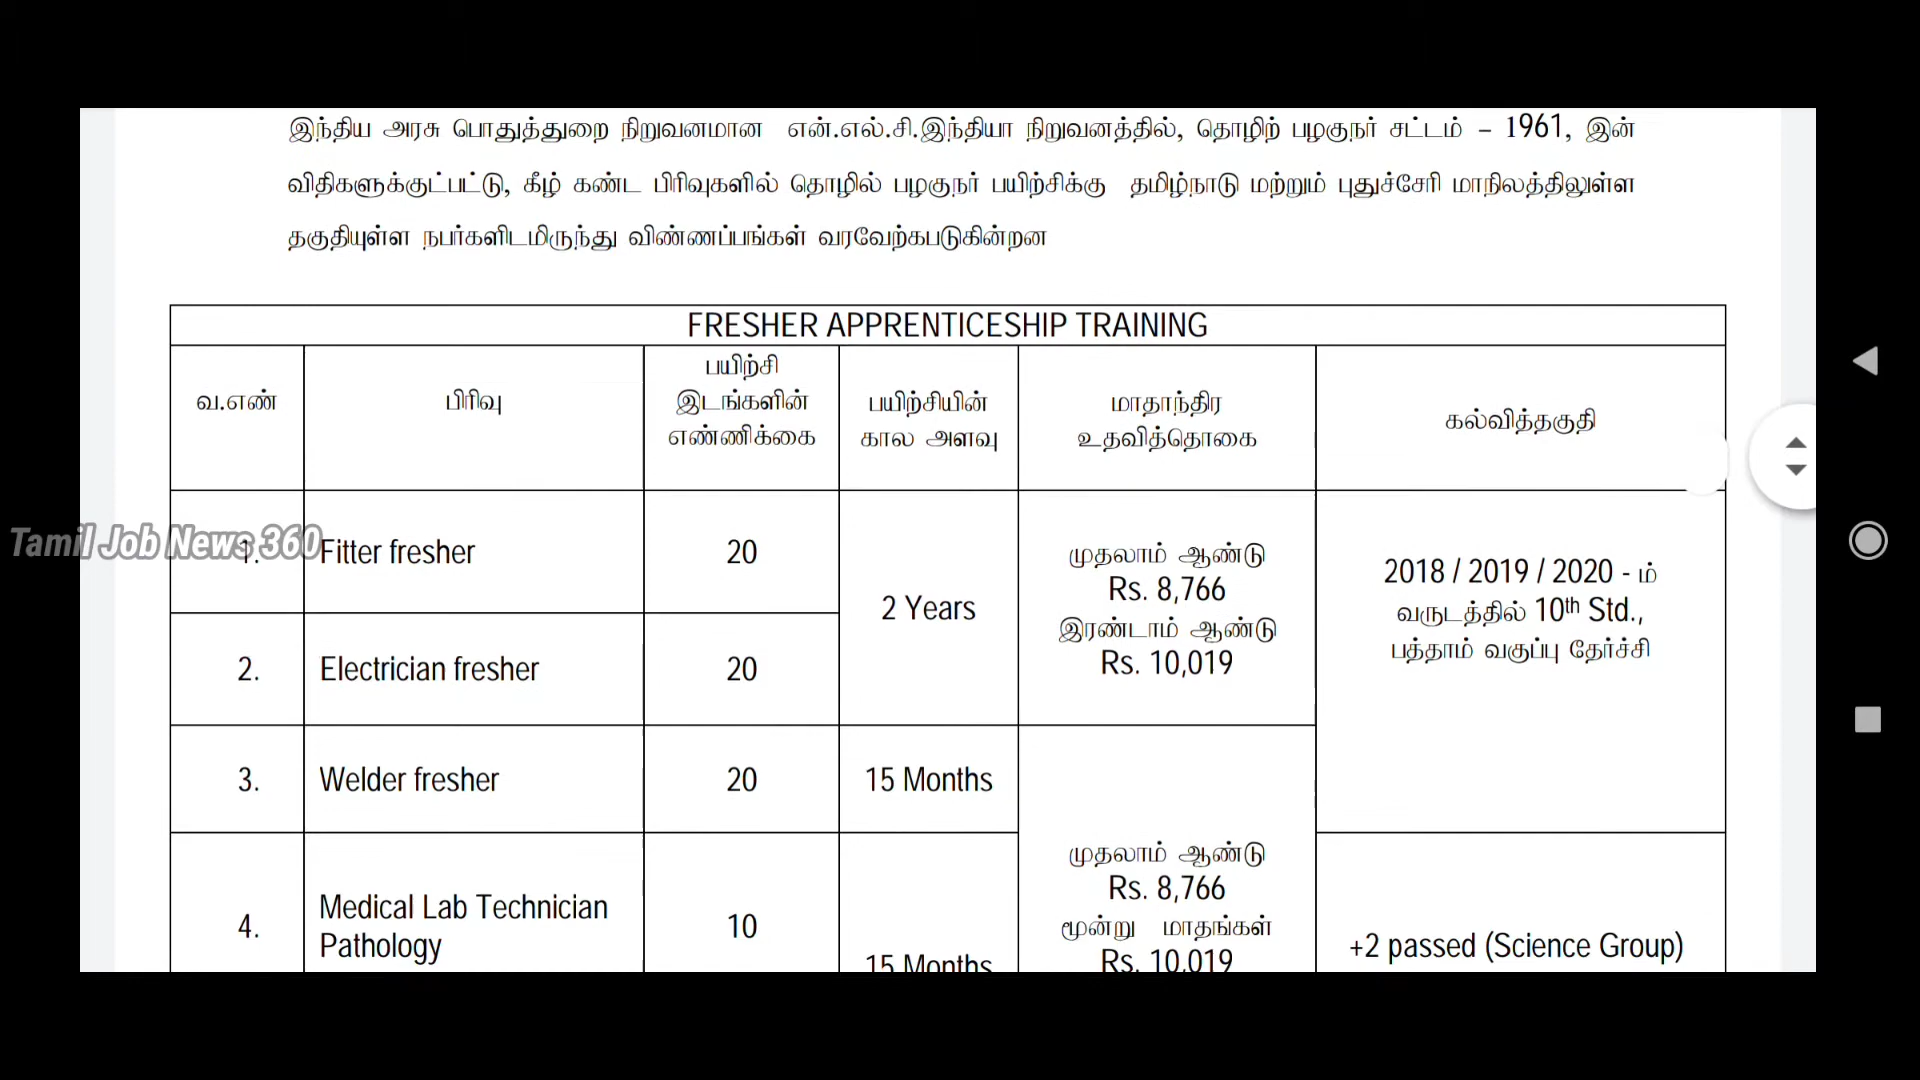 இந்திய அரசு பொதுத்துறை நிறுவனமான என்.எல்.சி.இந்தியா நிறுவனத்தில், தொழிற் பழகுநர் சட்டம் – 1961, இன்
விதிகளுக்குட்பட்டு, கீழ் கண்ட பிரிவுகளில் தொழில் பழகுநர் பயிற்சிக்கு தமிழ்நாடு மற்றும் புதுச்சேரி மாநிலத்திலுள்ள
தகுதியுள்ள நபர்களிடமிருந்து விண்ணப்பங்கள் வரவேற்கபடுகின்றன
FRESHER APPRENTICESHIP TRAINING
வ.எண்
பிரிவு
பயிற்சி
இடங்களின்
எண்ணிக்கை
பயிற்சியின்
கால அளவு
மாதாந்திர
உதவித்தொகை
கல்வித்தகுதி
1.
Fitter fresher
20
2 Years
முதலாம் ஆண்டு
Rs. 8,766
இரண்டாம் ஆண்டு
Rs. 10,019
2018 / 2019 / 2020 - ம்
வருடத்தில் 10th Std.,
பத்தாம் வகுப்பு தேர்ச்சி
2.
Electrician fresher
20
3.
Welder fresher
20
15 Months
முதலாம் ஆண்டு
Rs. 8,766
மூன்று மாதங்கள்
Rs. 10,019
4.
Medical Lab Technician
Pathology
10
15 Months
+2 passed (Science Group)
Tamil Job News 360